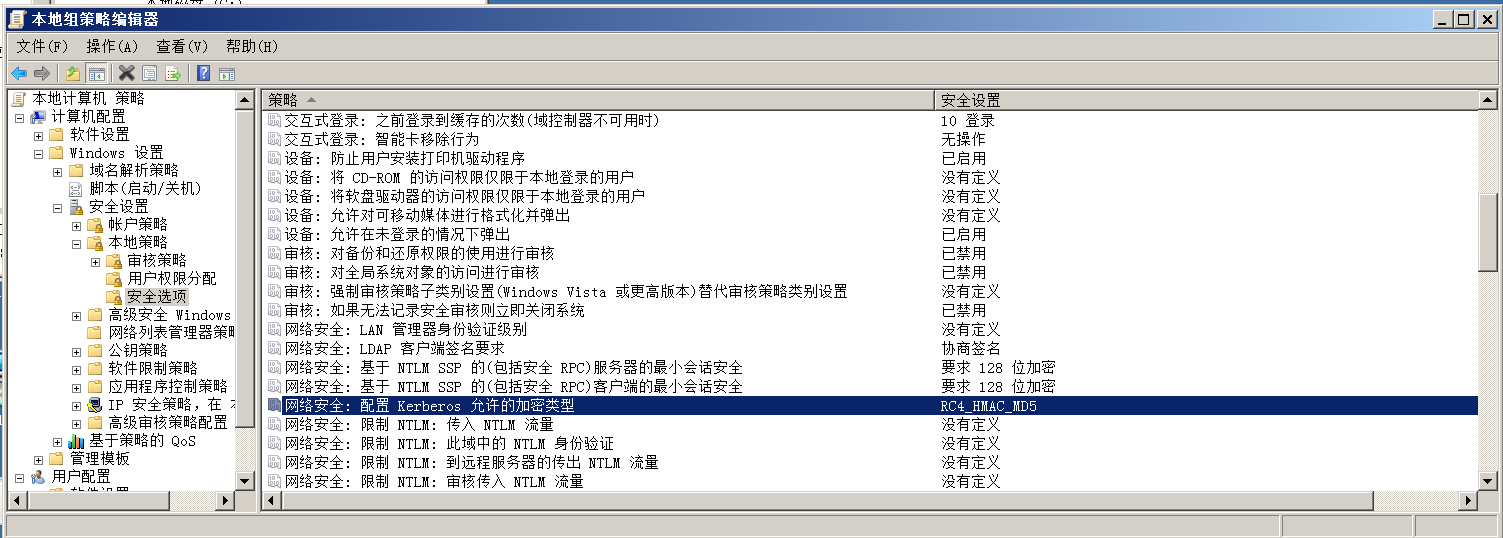 本地组策略编辑器
文件(F) 操作(A) 查看(V) 帮助(H)
本地计算机 策略
计算机配置
软件设置
Windows 设置
域名解析策略
脚本(启动/关机)
安全设置
帐户策略
本地策略
审核策略
用户权限分配
安全选项
高级安全 Windows
网络列表管理器策略
公钥策略
软件限制策略
应用程序控制策略
IP 安全策略，在
高级审核策略配置
基于策略的 QoS
管理模板
用户配置
策略 安全设置
交互式登录: 之前登录到缓存的次数(域控制器不可用时) 10 登录
交互式登录: 智能卡移除行为 无操作
设备: 防止用户安装打印机驱动程序 已启用
设备: 将 CD-ROM 的访问权限仅限于本地登录的用户 没有定义
设备: 将软盘驱动器的访问权限仅限于本地登录的用户 没有定义
设备: 允许对可移动媒体进行格式化并弹出 没有定义
设备: 允许在未登录的情况下弹出 已启用
审核: 对备份和还原权限的使用进行审核 已禁用
审核: 对全局系统对象的访问进行审核 已禁用
审核: 强制审核策略子类别设置(Windows Vista 或更高版本)替代审核策略类别设置 没有定义
审核: 如果无法记录安全审核则立即关闭系统 已禁用
网络安全: LAN 管理器身份验证级别 没有定义
网络安全: LDAP 客户端签名要求 协商签名
网络安全: 基于 NTLM SSP 的(包括安全 RPC)服务器的最小会话安全 要求 128 位加密
网络安全: 基于 NTLM SSP 的(包括安全 RPC)客户端的最小会话安全 要求 128 位加密
网络安全: 配置 Kerberos 允许的加密类型 RC4_HMAC_MD5
网络安全: 限制 NTLM: 传入 NTLM 流量 没有定义
网络安全: 限制 NTLM: 此域中的 NTLM 身份验证 没有定义
网络安全: 限制 NTLM: 到远程服务器的传出 NTLM 流量 没有定义
网络安全: 限制 NTLM: 审核传入 NTLM 流量 没有定义